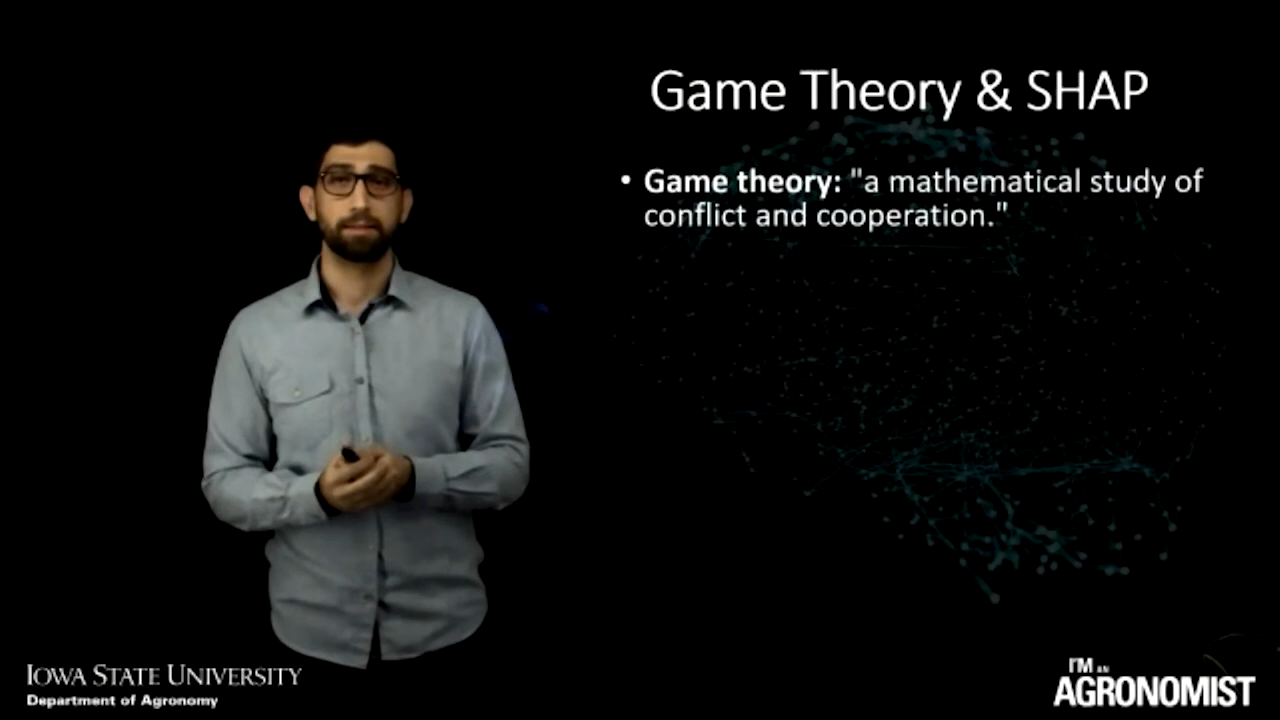 Game Theory & SHAP
• Game theory: "a mathematical study of
conflict and cooperation."
IOWA STATE UNIVERSITY
Department of Agronomy
I'M AN
AGRONOMIST